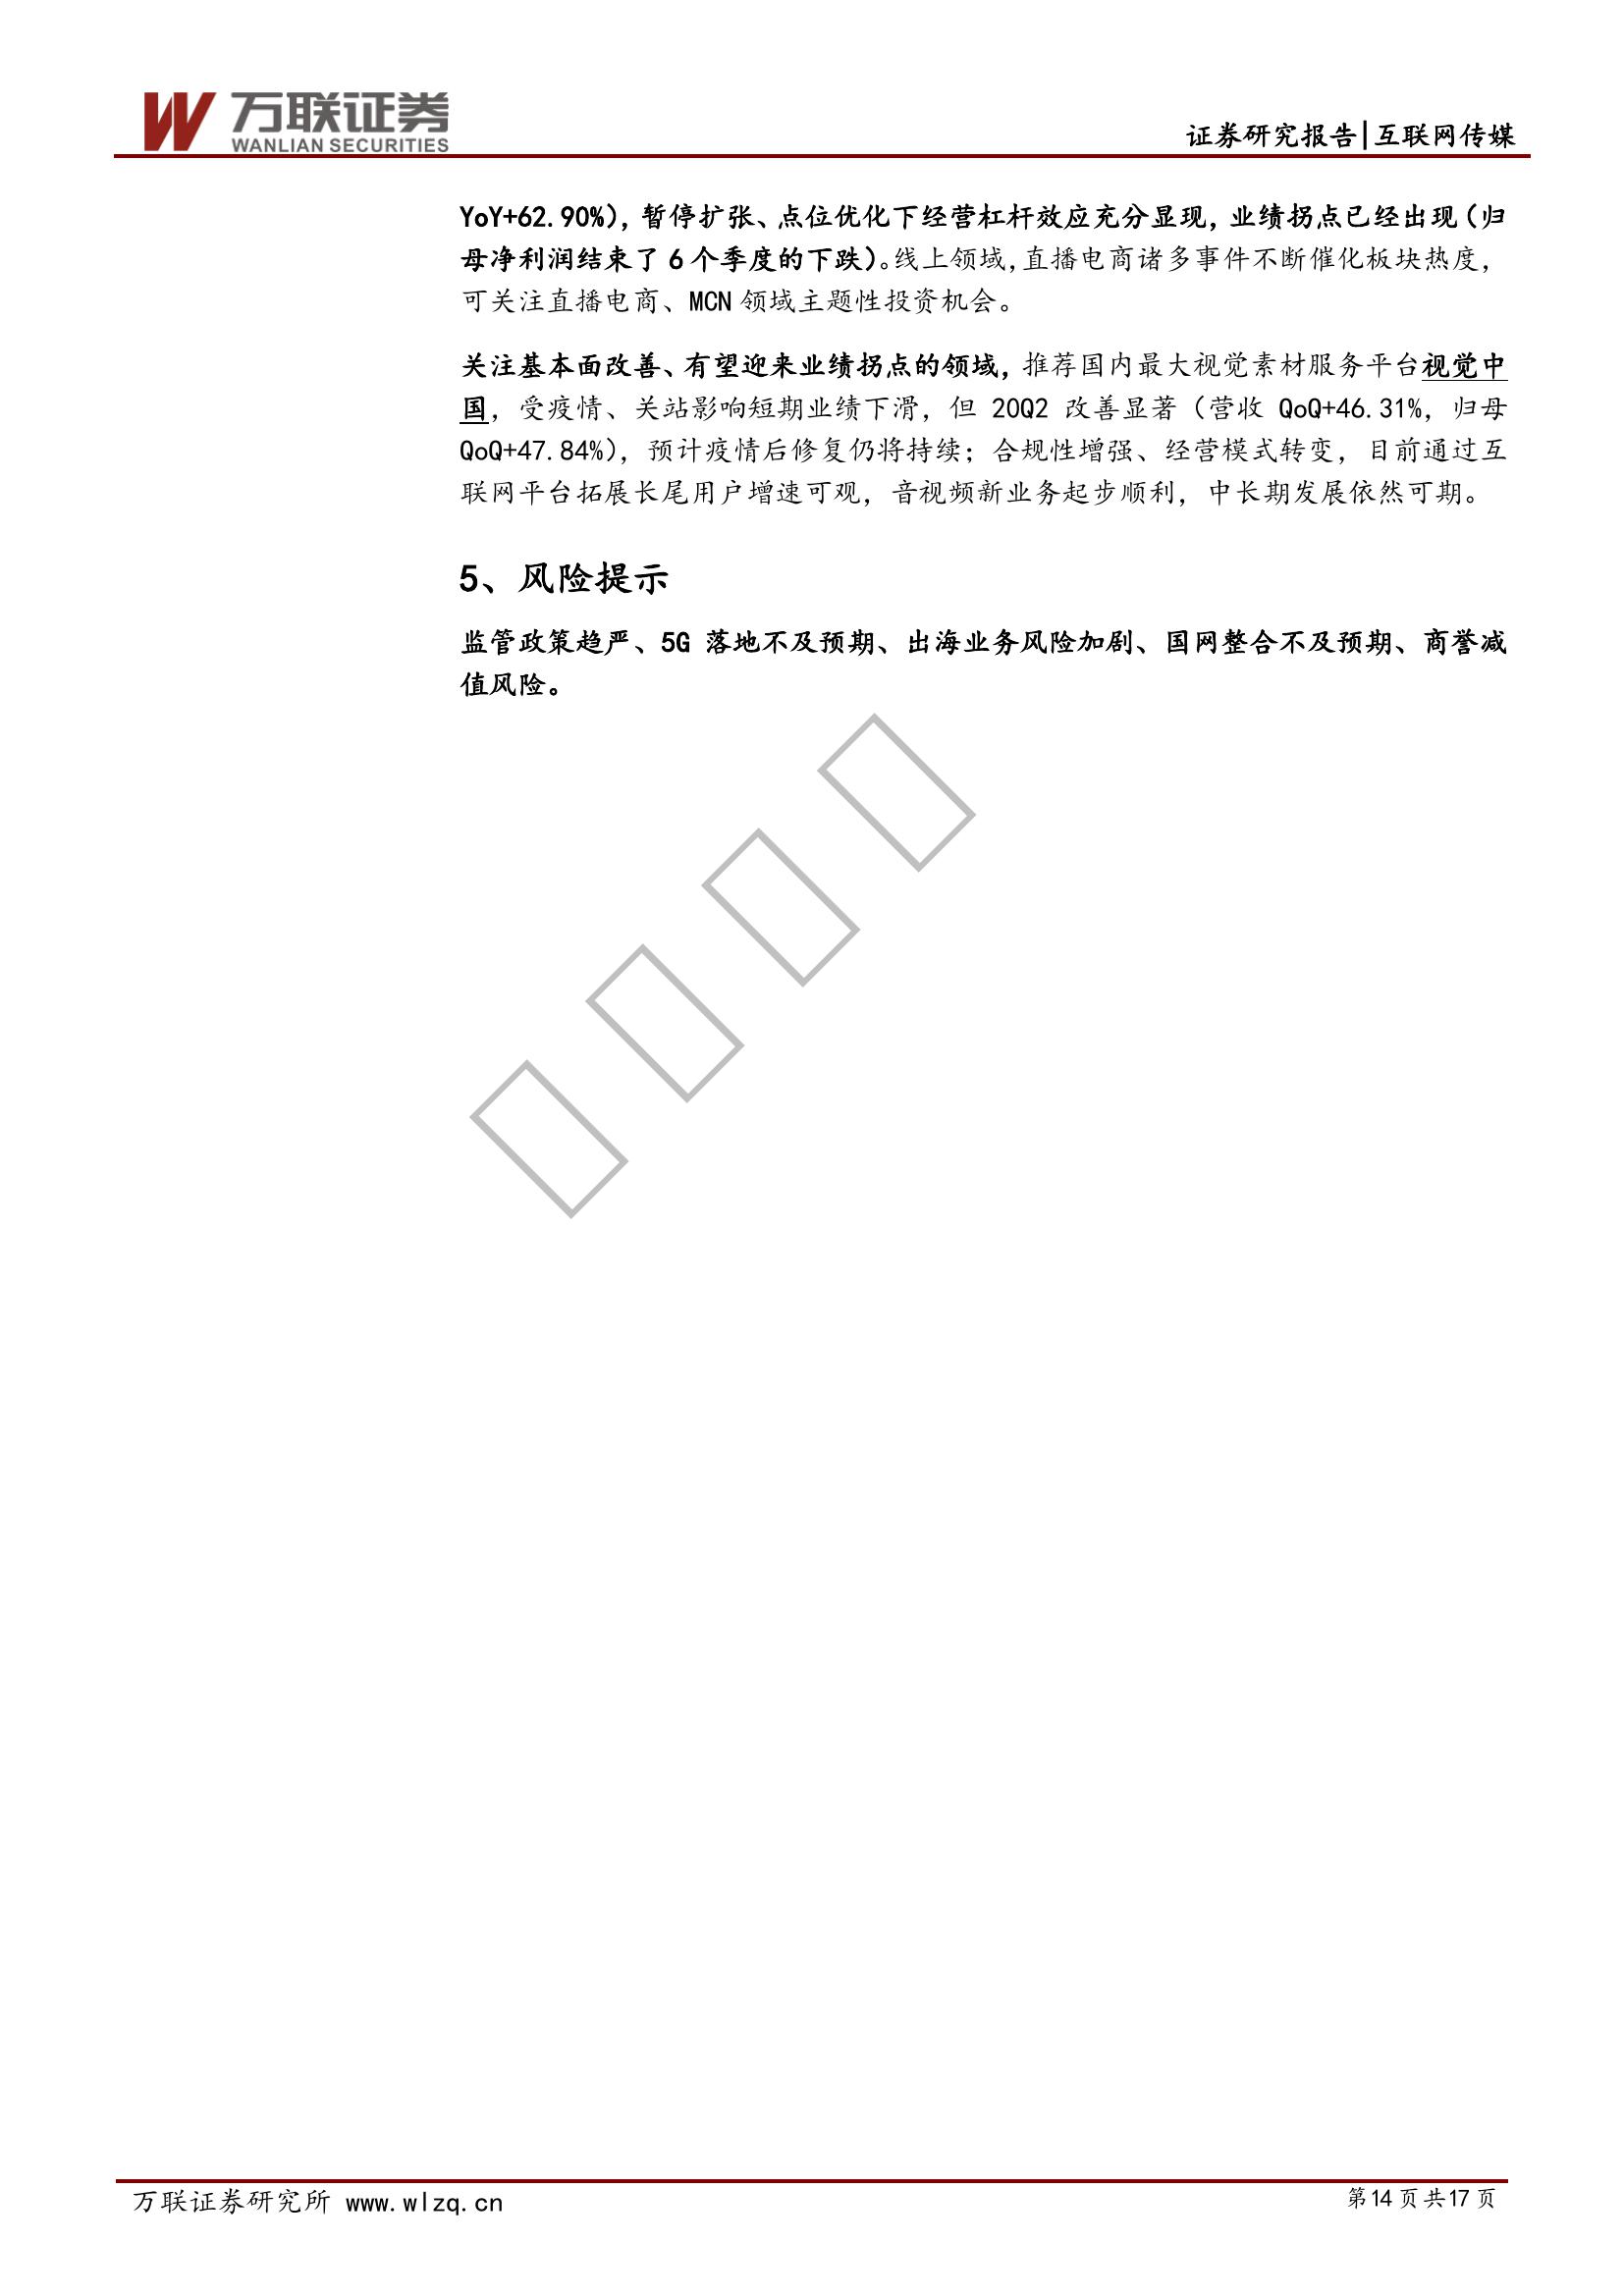 万联证券
WANLIAN SECURITIES
证券研究报告|互联网传媒
YoY+62.90%)，暂停扩张、点位优化下经营杠杆效应充分显现，业绩拐点已经出现（归
母净利润结束了 6 个季度的下跌）。线上领域，直播电商诸多事件不断催化板块热度，
可关注直播电商、MCN 领域主题性投资机会。
关注基本面改善、有望迎来业绩拐点的领域，推荐国内最大视觉素材服务平台视觉中
国，受疫情、关站影响短期业绩下滑，但 20Q2 改善显著（营收 QoQ+46.31%，归母
QoQ+47.84%)，预计疫情后修复仍将持续；合规性增强、经营模式转变，目前通过互
联网平台拓展长尾用户增速可观，音视频新业务起步顺利，中长期发展依然可期。
5、风险提示
监管政策趋严、5G 落地不及预期、出海业务风险加剧、国网整合不及预期、商誉减
值风险。
万联证券研究所 www.wlzq.cn
第14页共17页